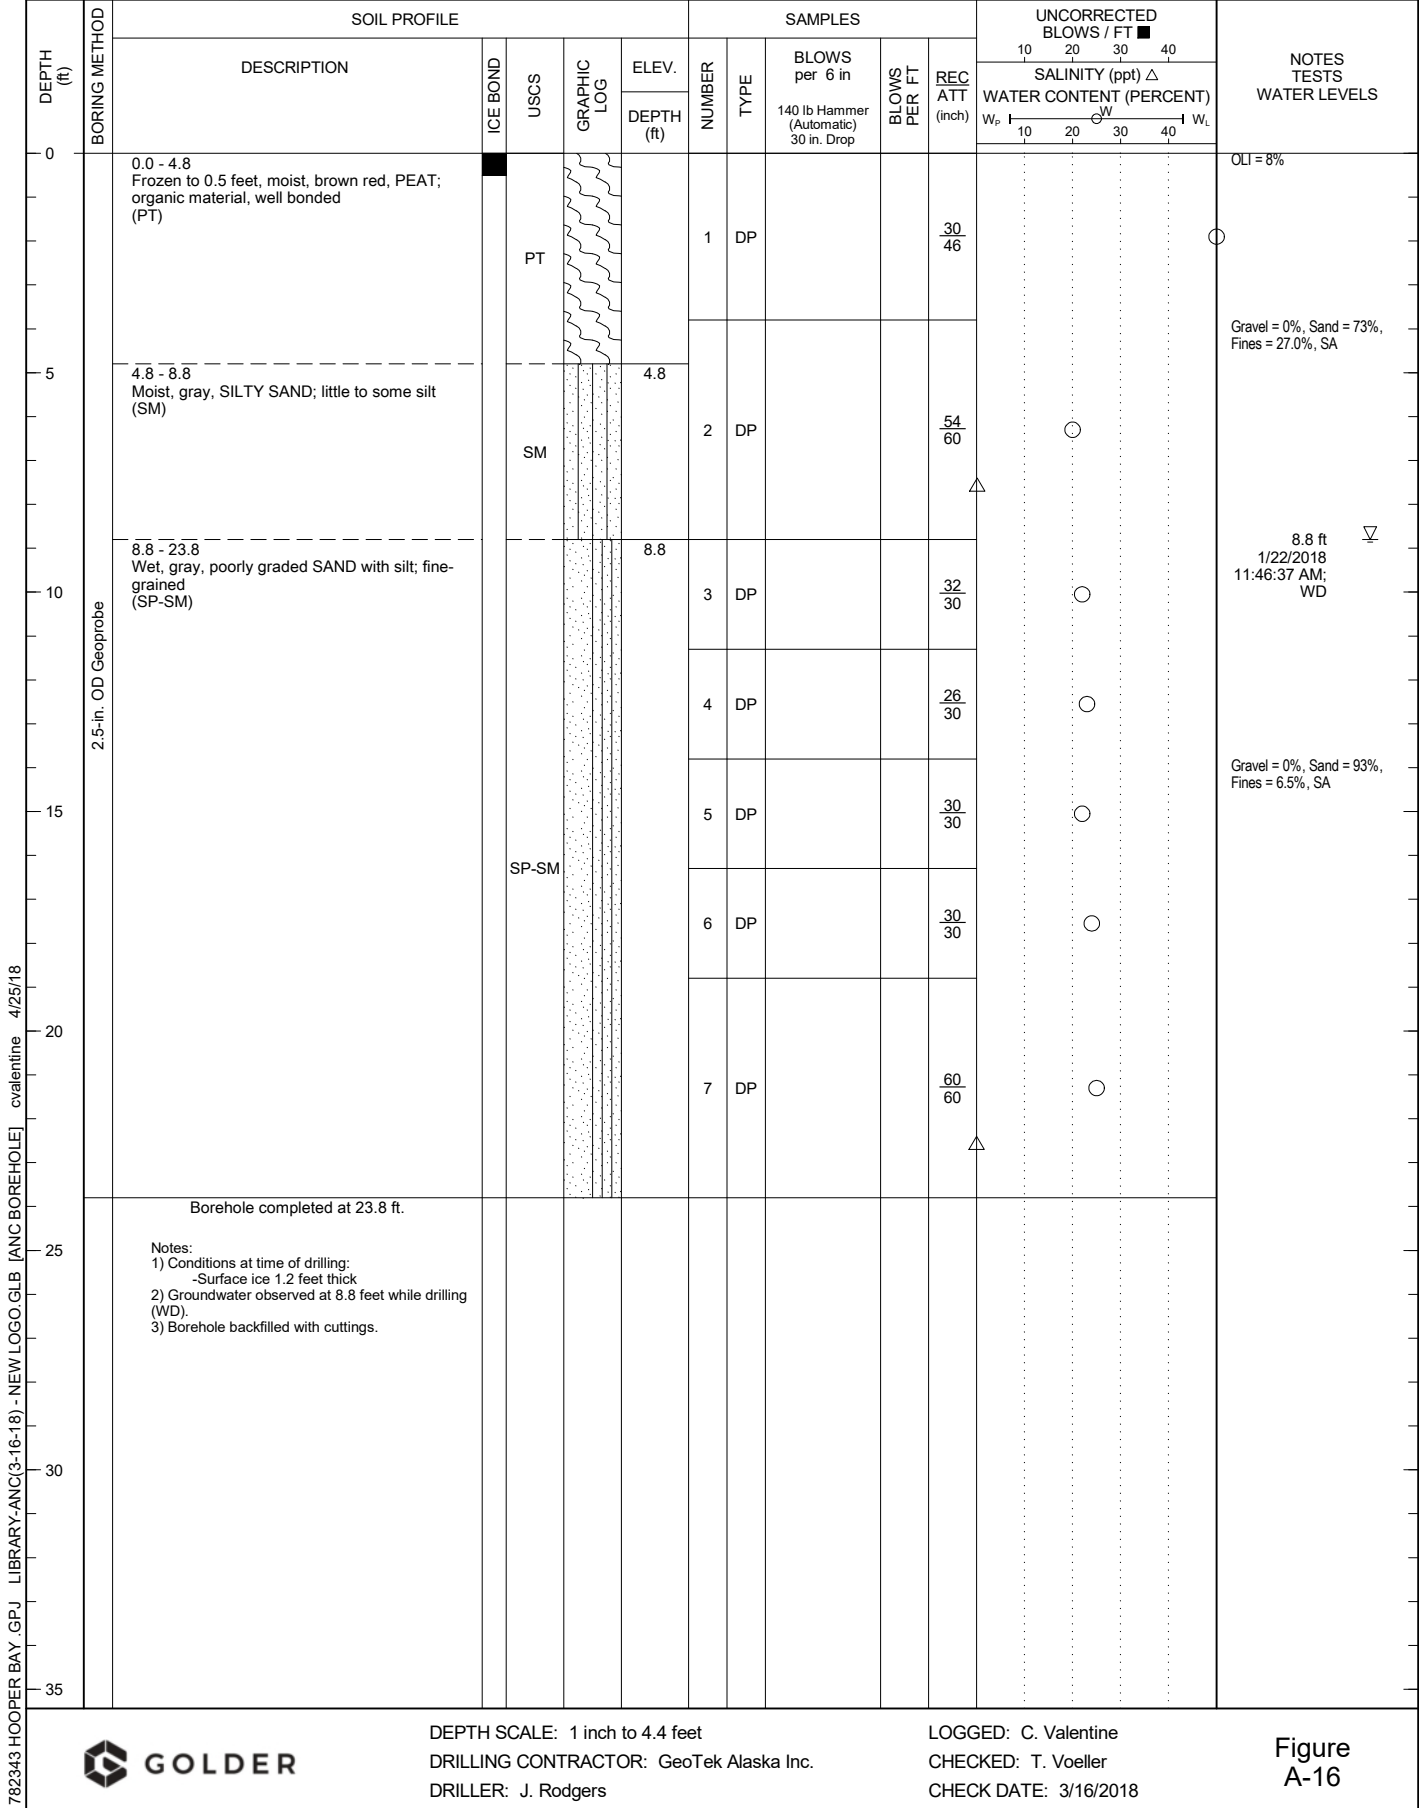 DEPTH
(ft)
BORING METHOD
SOIL PROFILE
DESCRIPTION
ICE BOND
USCS
GRAPHIC
LOG
ELEV.
DEPTH
(ft)
SAMPLES
NUMBER
TYPE
BLOWS
per 6 in
140 lb Hammer
(Automatic)
30 in. Drop
BLOWS
PER FT
REC
ATT
(inch)
UNCORRECTED
BLOWS / FT ■
10 20 30 40
SALINITY (ppt) △
WATER CONTENT (PERCENT)
WP W WL
10 20 30 40
NOTES
TESTS
WATER LEVELS
0
5
10
15
20
25
30
35
2.5-in. OD Geoprobe
0.0 - 4.8
Frozen to 0.5 feet, moist, brown red, PEAT;
organic material, well bonded
(PT)
PT
4.8 - 8.8
Moist, gray, SILTY SAND; little to some silt
(SM)
SM
4.8
8.8 - 23.8
Wet, gray, poorly graded SAND with silt; fine-
grained
(SP-SM)
SP-SM
8.8
1 DP 30
46
2 DP 54
60
3 DP 32
30
4 DP 26
30
5 DP 30
30
6 DP 30
30
7 DP 60
60
OLI = 8%
Gravel = 0%, Sand = 73%,
Fines = 27.0%, SA
8.8 ft
1/22/2018
11:46:37 AM;
WD
Gravel = 0%, Sand = 93%,
Fines = 6.5%, SA
Borehole completed at 23.8 ft.
Notes:
1) Conditions at time of drilling:
-Surface ice 1.2 feet thick
2) Groundwater observed at 8.8 feet while drilling
(WD).
3) Borehole backfilled with cuttings.
782343 HOOPER BAY .GPJ LIBRARY-ANC(3-16-18) - NEW LOGO.GLB [ANC BOREHOLE] cvalentine 4/25/18
GOLDER
DEPTH SCALE: 1 inch to 4.4 feet
DRILLING CONTRACTOR: GeoTek Alaska Inc.
DRILLER: J. Rodgers
LOGGED: C. Valentine
CHECKED: T. Voeller
CHECK DATE: 3/16/2018
Figure
A-16